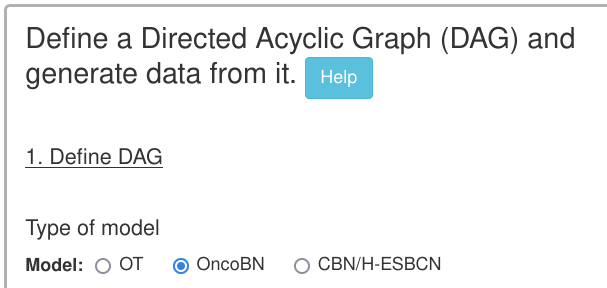 Define a Directed Acyclic Graph (DAG) and
generate data from it. Help
1. Define DAG
Type of model
Model: OT OncoBN CBN/H-ESBCN